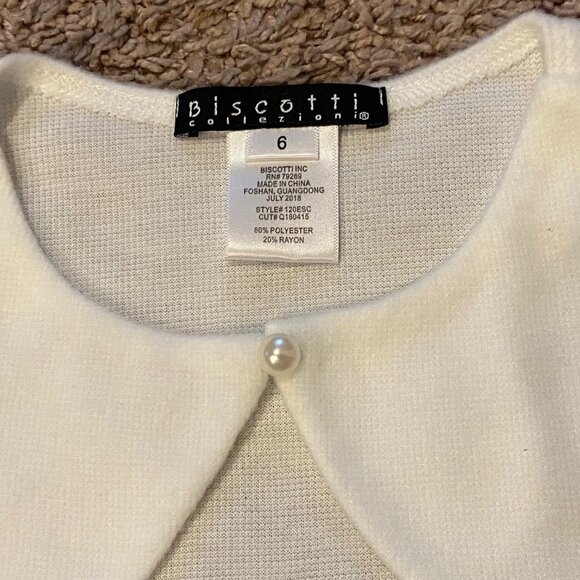 BISCOTTI
collezioni®
6
BISCOTTI INC
RN# 79289
MADE IN CHINA
FOSHAN, GUANGDONG
JULY 2018
STYLE# 120ESC
CUT# Q180415
80% POLYESTER
20% RAYON